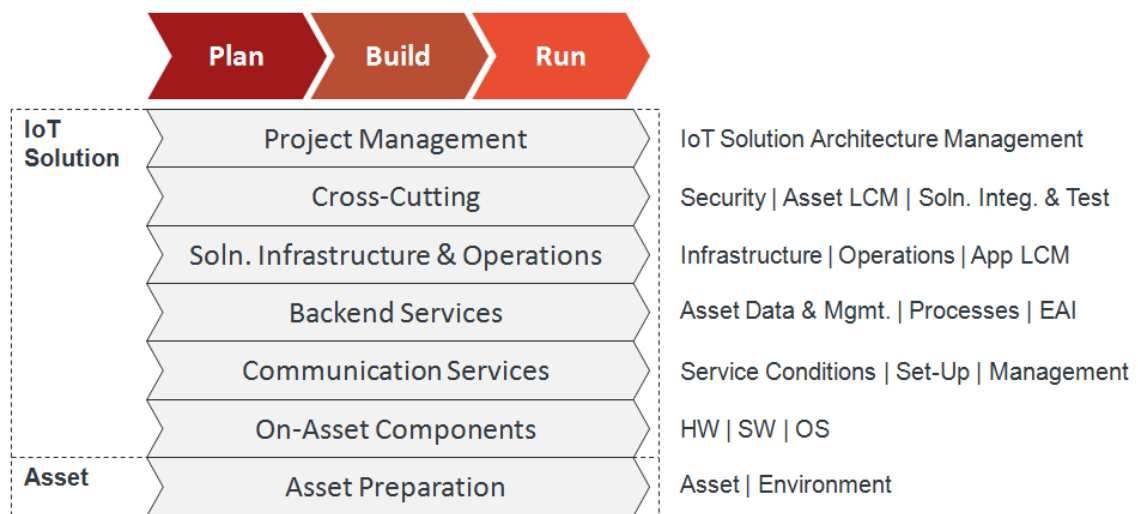 Plan Build Run
IoT
Solution
Project Management
IoT Solution Architecture Management
Cross-Cutting
Security | Asset LCM | Soln. Integ. & Test
Soln. Infrastructure & Operations
Infrastructure | Operations | App LCM
Backend Services
Asset Data & Mgmt. | Processes | EAI
Communication Services
Service Conditions | Set-Up | Management
On-Asset Components
HW | SW | OS
Asset
Asset Preparation
Asset | Environment